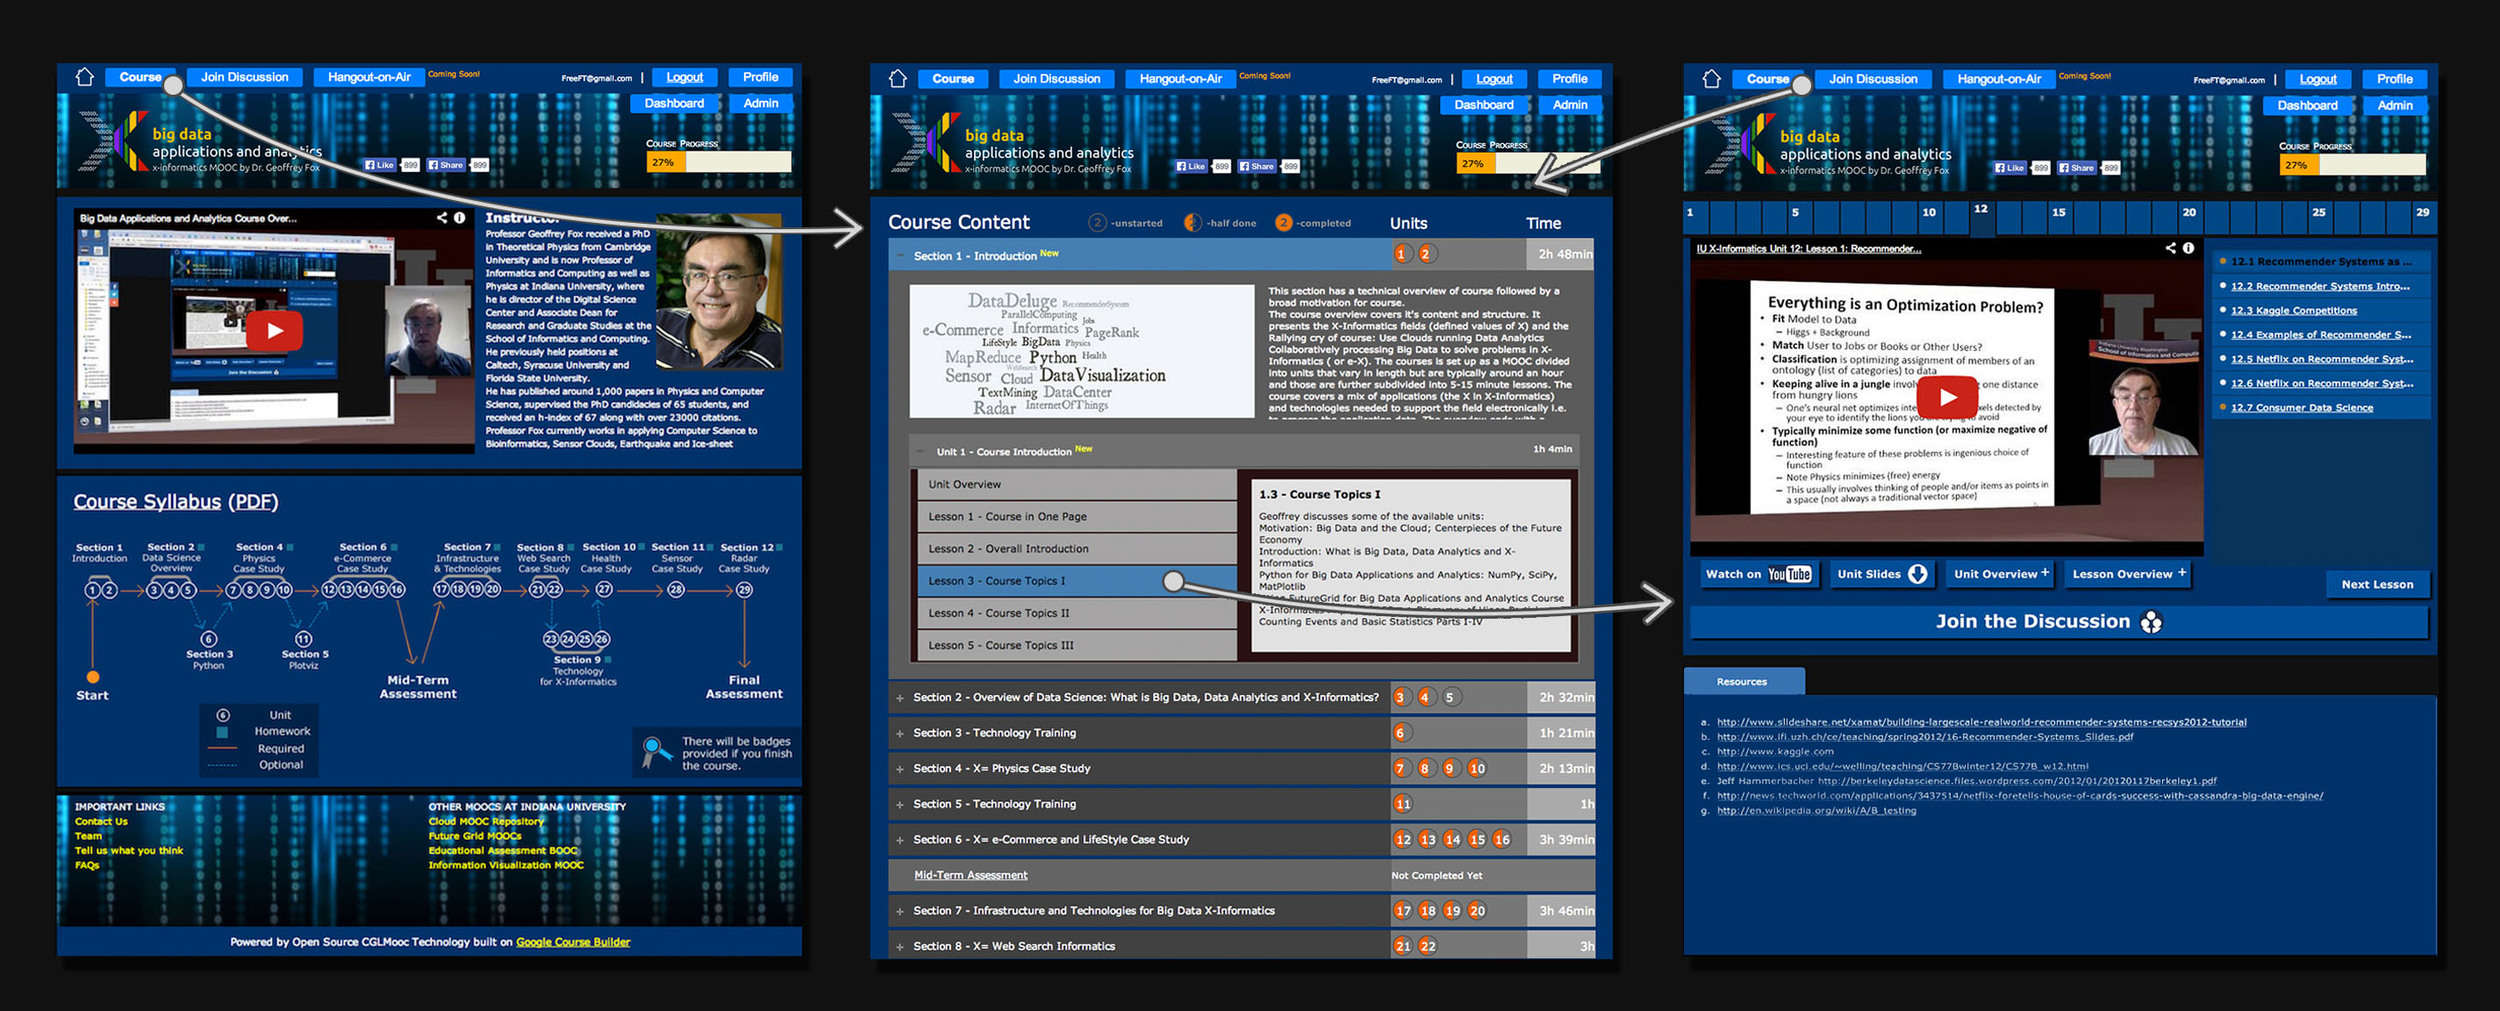 Course
Join Discussion
Hangout-on-Air
Coming Soon!
FreeFT@gmail.com |
Logout
Profile
Dashboard
Admin
big data
applications and analytics
x-informatics MOOC by Dr. Geoffrey Fox
Like 899
Share 899
COURSE PROGRESS
27%
Big Data Applications and Analytics Course Over...
Instructor
Professor Geoffrey Fox received a PhD
in Theoretical Physics from Cambridge
University and is now Professor of
Informatics and Computing as well as
Physics at Indiana University, where
he is director of the Digital Science
Center and Associate Dean for
Research and Graduate Studies at the
School of Informatics and Computing.
He previously held positions at
Caltech, Syracuse University and
Florida State University.
He has published around 1,000 papers in Physics and Computer
Science, supervised the PhD candidacies of 65 students, and
received an h-index of 67 along with over 23000 citations.
Professor Fox currently works in applying Computer Science to
Bioinformatics, Sensor Clouds, Earthquake and Ice-sheet
Course Syllabus (PDF)
Section 1
Introduction
Section 2
Data Science
Overview
Section 4
Physics
Case Study
Section 6
e-Commerce
Case Study
Section 7
Infrastructure
& Technologies
Section 8
Web Search
Case Study
Section 10
Health
Case Study
Section 11
Sensor
Case Study
Section 12
Radar
Case Study
1 2 3 4 5 7 8 9 10 12 13 14 15 16 17 18 19 20 21 22 27 28 29
6
Section 3
Python
11
Section 5
Plotviz
23 24 25 26
Section 9
Technology
for X-Informatics
Start
Mid-Term
Assessment
Final
Assessment
6 Unit
Homework
Required
Optional
There will be badges
provided if you finish
the course.
IMPORTANT LINKS
Contact Us
Team
Tell us what you think
FAQs
OTHER MOOCS AT INDIANA UNIVERSITY
Cloud MOOC Repository
Future Grid MOOCs
Educational Assessment BOOC
Information Visualization MOOC
Powered by Open Source CGLMooc Technology built on Google Course Builder
Course
Join Discussion
Hangout-on-Air
Coming Soon!
FreeFT@gmail.com |
Logout
Profile
Dashboard
Admin
big data
applications and analytics
x-informatics MOOC by Dr. Geoffrey Fox
Like 899
Share 899
COURSE PROGRESS
27%
Course Content
2 -unstarted
2 -half done
2 -completed
Units
Time
Section 1 - Introduction New
1 2
2h 48min
DataDeluge RecommenderSystem
ParallelComputing
Jobs
e-Commerce Informatics PageRank
LifeStyle BigData Physics
MapReduce Python Health
WebSearch
Sensor Cloud DataVisualization
TextMining DataCenter
Radar InternetOfThings
This section has a technical overview of course followed by a
broad motivation for course.
The course overview covers it's content and structure. It
presents the X-Informatics fields (defined values of X) and the
Rallying cry of course: Use Clouds running Data Analytics
Collaboratively processing Big Data to solve problems in X-
Informatics ( or e-X). The courses is set up as a MOOC divided
into units that vary in length but are typically around an hour
and those are further subdivided into 5-15 minute lessons. The
course covers a mix of applications (the X in X-Informatics)
and technologies needed to support the field electronically i.e.
Unit 1 - Course Introduction New
1h 4min
Unit Overview
Lesson 1 - Course in One Page
Lesson 2 - Overall Introduction
Lesson 3 - Course Topics I
Lesson 4 - Course Topics II
Lesson 5 - Course Topics III
1.3 - Course Topics I
Geoffrey discusses some of the available units:
Motivation: Big Data and the Cloud; Centerpieces of the Future
Economy
Introduction: What is Big Data, Data Analytics and X-
Informatics
Python for Big Data Applications and Analytics: NumPy, SciPy,
MatPlotlib
FutureGrid for Big Data Applications and Analytics Course
X-Informatics
Counting Events and Basic Statistics Parts I-IV
Section 2 - Overview of Data Science: What is Big Data, Data Analytics and X-Informatics?
3 4 5
2h 32min
Section 3 - Technology Training
6
1h 21min
Section 4 - X= Physics Case Study
7 8 9 10
2h 13min
Section 5 - Technology Training
11
1h
Section 6 - X= e-Commerce and LifeStyle Case Study
12 13 14 15 16
3h 39min
Mid-Term Assessment
Not Completed Yet
Section 7 - Infrastructure and Technologies for Big Data X-Informatics
17 18 19 20
3h 46min
Section 8 - X= Web Search Informatics
21 22
3h
Course
Join Discussion
Hangout-on-Air
Coming Soon!
FreeFT@gmail.com |
Logout
Profile
Dashboard
Admin
big data
applications and analytics
x-informatics MOOC by Dr. Geoffrey Fox
Like 899
Share 899
COURSE PROGRESS
27%
1 5 10 12 15 20 25 29
IU X-Informatics Unit 12: Lesson 1: Recommender...
Everything is an Optimization Problem?
• Fit Model to Data
– Higgs + Background
• Match User to Jobs or Books or Other Users?
• Classification is optimizing assignment of members of an
ontology (list of categories) to data
• Keeping alive in a jungle one distance
from hungry lions
– One's neural net optimizes detected by
your eye to identify the lions avoid
• Typically minimize some function (or maximize negative of
function)
– Interesting feature of these problems is ingenious choice of
function
– Note Physics minimizes (free) energy
– This usually involves thinking of people and/or items as points in
a space (not always a traditional vector space)
School of Informatics and
12.1 Recommender Systems as ...
12.2 Recommender Systems Intro...
12.3 Kaggle Competitions
12.4 Examples of Recommender S...
12.5 Netflix on Recommender Syst...
12.6 Netflix on Recommender Syst...
12.7 Consumer Data Science
Watch on YouTube
Unit Slides
Unit Overview +
Lesson Overview +
Next Lesson
Join the Discussion
Resources
a. http://www.slideshare.net/xamat/building-largescale-realworld-recommender-systems-recsys2012-tutorial
b. http://www.ifi.uzh.ch/ce/teaching/spring2012/16-Recommender-Systems_Slides.pdf
c. http://www.kaggle.com
d. http://www.ics.uci.edu/~welling/teaching/CS77Bwinter12/CS77B_w12.html
e. Jeff Hammerbacher http://berkeleydatascience.files.wordpress.com/2012/01/20120117berkeley1.pdf
f. http://news.techworld.com/applications/3437514/netflix-foretells-house-of-cards-success-with-cassandra-big-data-engine/
g. http://en.wikipedia.org/wiki/A/B_testing